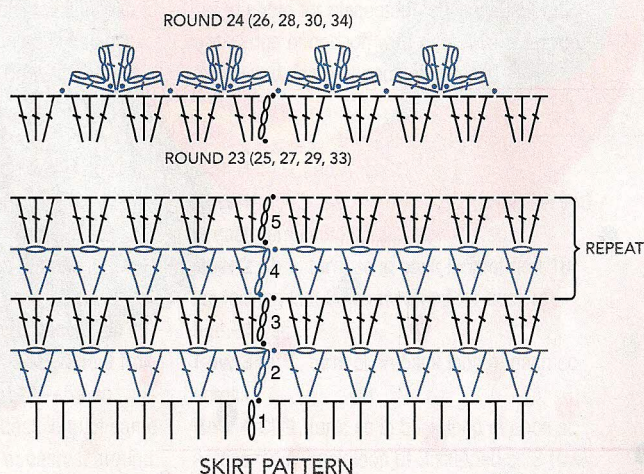 ROUND 24 (26, 28, 30, 34)
ROUND 23 (25, 27, 29, 33)
5
REPEAT
4
3
2
1
SKIRT PATTERN